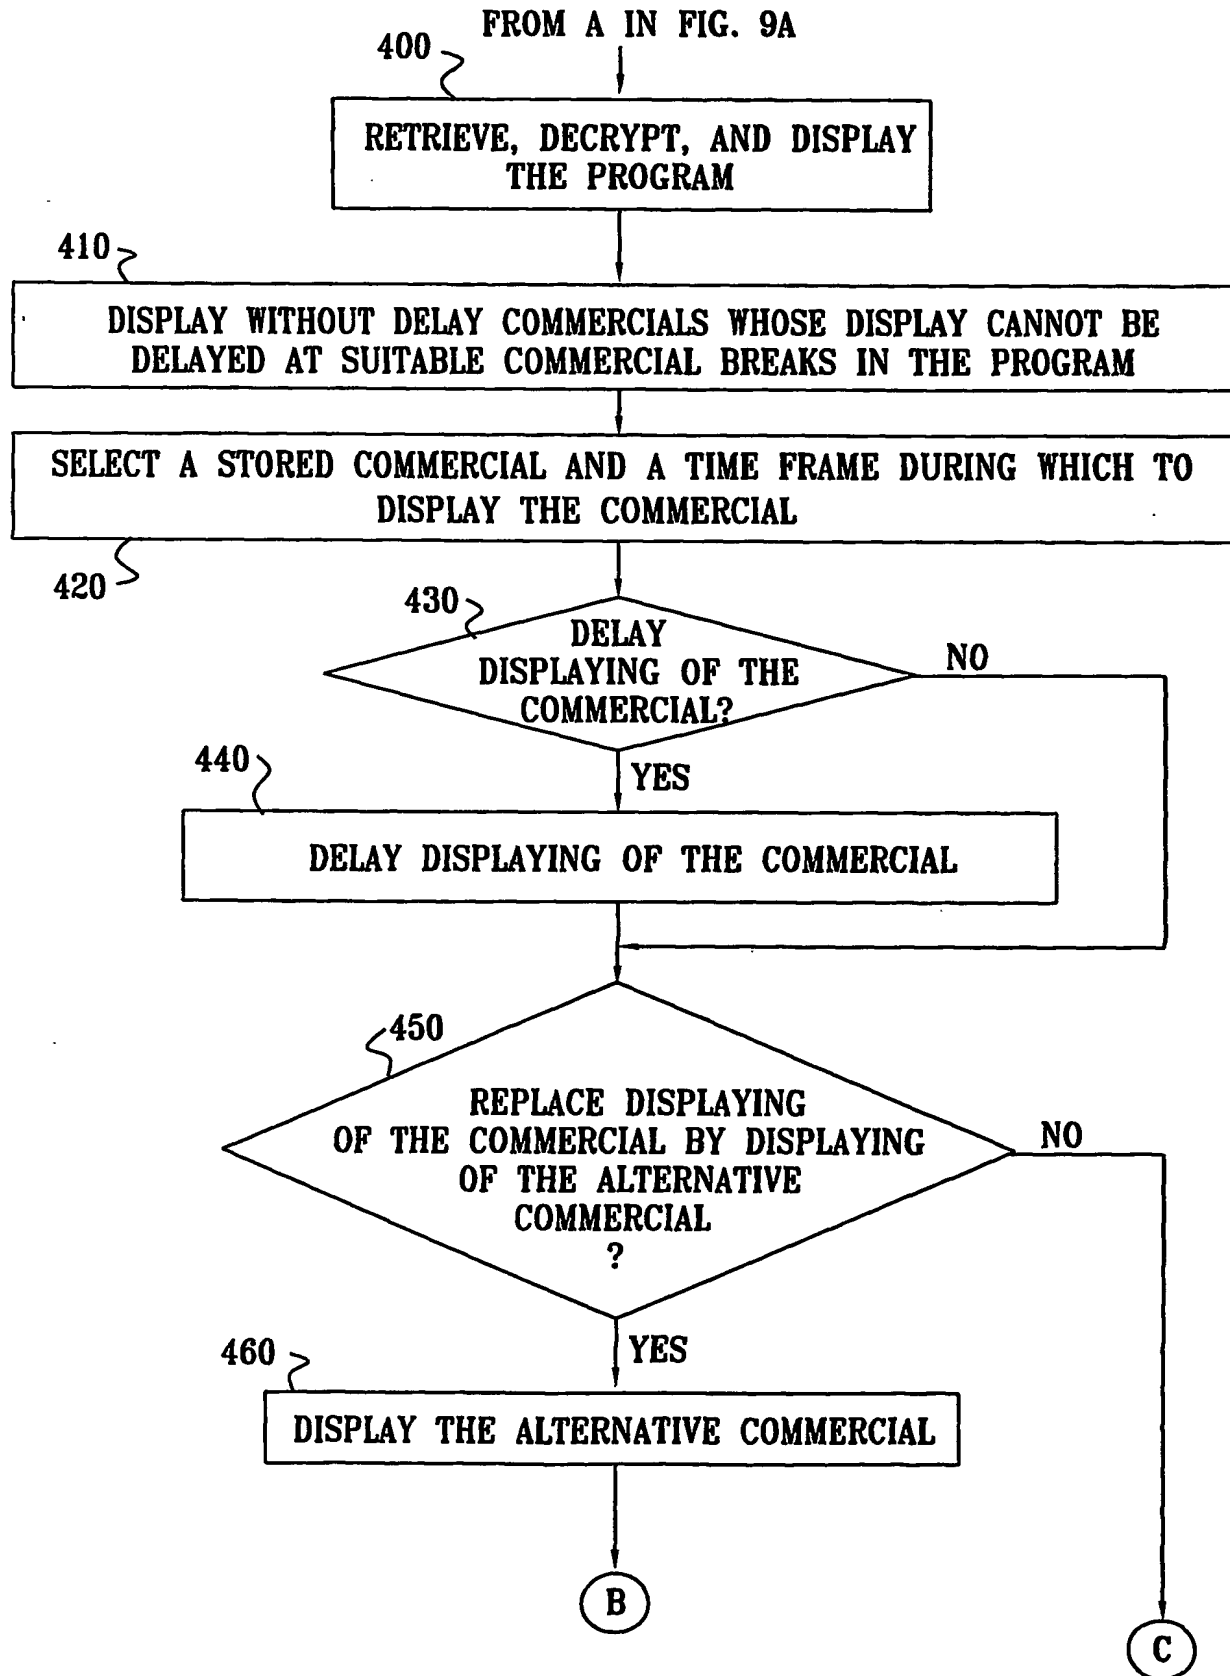 FROM A IN FIG. 9A
400
RETRIEVE, DECRYPT, AND DISPLAY
THE PROGRAM
410
DISPLAY WITHOUT DELAY COMMERCIALS WHOSE DISPLAY CANNOT BE
DELAYED AT SUITABLE COMMERCIAL BREAKS IN THE PROGRAM
SELECT A STORED COMMERCIAL AND A TIME FRAME DURING WHICH TO
DISPLAY THE COMMERCIAL
420
430
DELAY
DISPLAYING OF THE
COMMERCIAL?
NO
YES
440
DELAY DISPLAYING OF THE COMMERCIAL
450
REPLACE DISPLAYING
OF THE COMMERCIAL BY DISPLAYING
OF THE ALTERNATIVE
COMMERCIAL
?
NO
YES
460
DISPLAY THE ALTERNATIVE COMMERCIAL
B
C